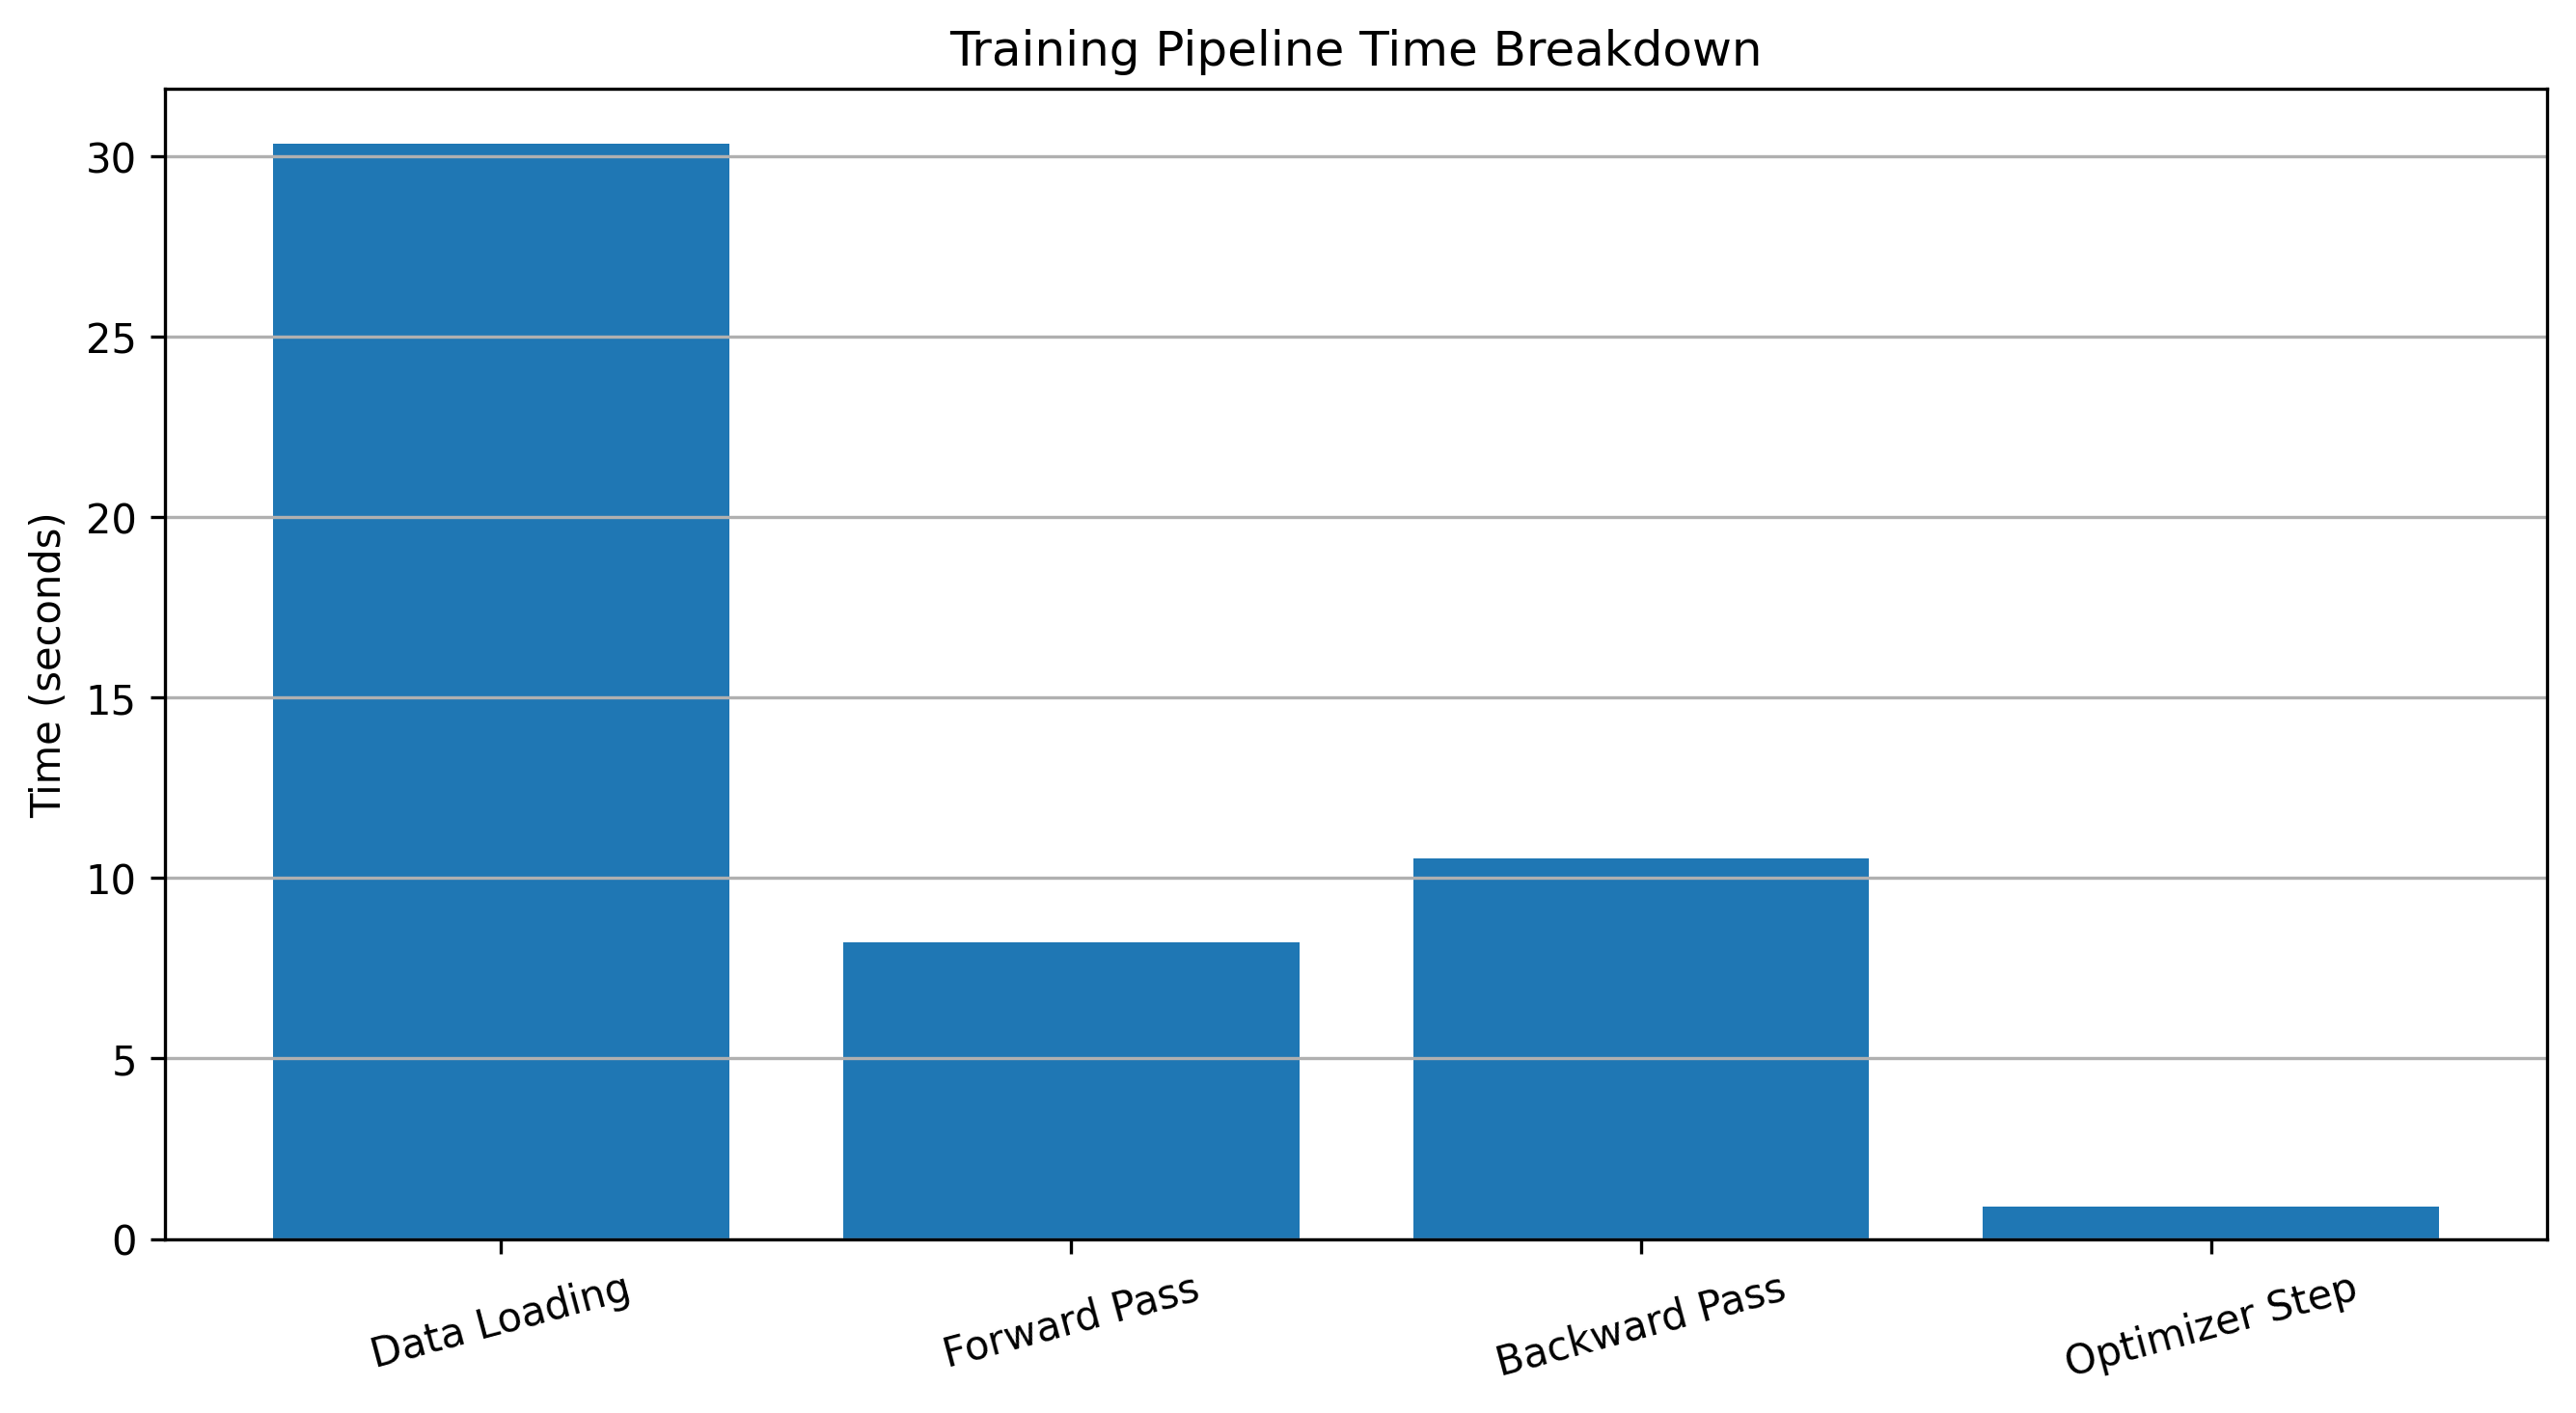 Training Pipeline Time Breakdown
Time (seconds)
30
25
20
15
10
5
0
Data Loading
Forward Pass
Backward Pass
Optimizer Step